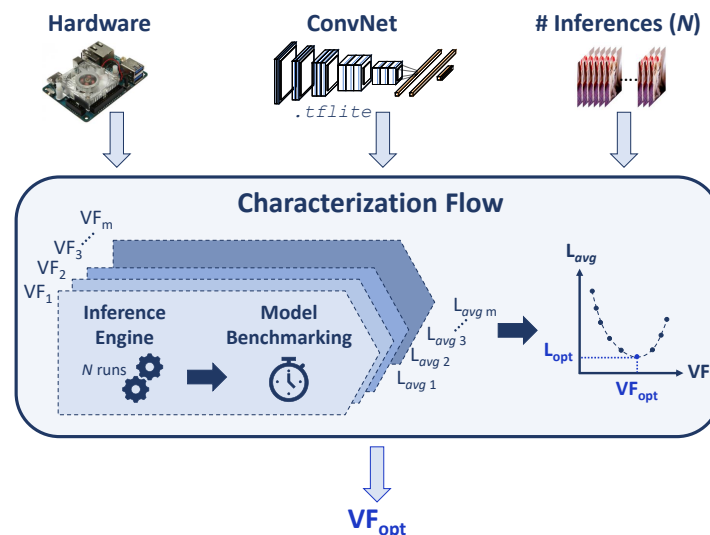 Hardware
ConvNet
# Inferences (N)
.tflite
Characterization Flow
VF1
VF2
VF3
VFm
Inference
Engine
N runs
Model
Benchmarking
Lavg 1
Lavg 2
Lavg 3
Lavg m
Lavg
Lopt
VF
VFopt
VFopt